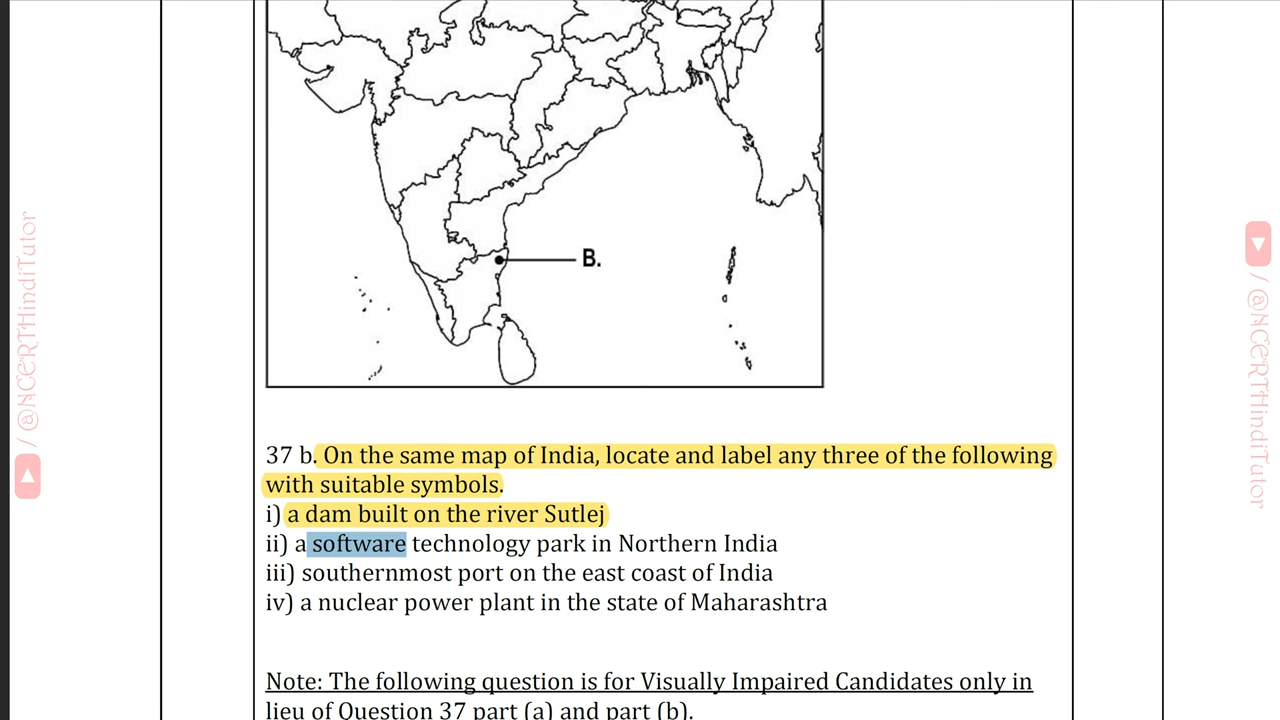 B.
37 b. On the same map of India, locate and label any three of the following
with suitable symbols.
i) a dam built on the river Sutlej
ii) a software technology park in Northern India
iii) southernmost port on the east coast of India
iv) a nuclear power plant in the state of Maharashtra
Note: The following question is for Visually Impaired Candidates only in
lieu of Question 37 part (a) and part (b).
/ @NCERTHindiTutor
/ @NCERTHindiTutor